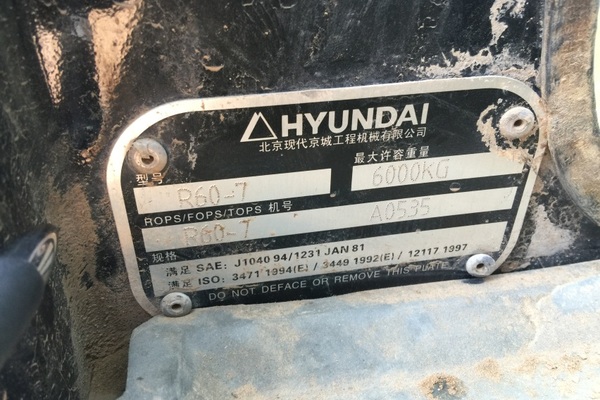 HYUNDAI
北京现代京城工程机械有限公司
型号 最大许容重量
R60-7 6000KG
ROPS/FOPS/TOPS 机号
R60-7 A0535
规格
满足 SAE: J1040 94/1231 JAN 81
满足 ISO: 3471 1994(E) / 3449 1992(E) / 12117 1997
DO NOT DEFACE OR REMOVE THIS PLATE